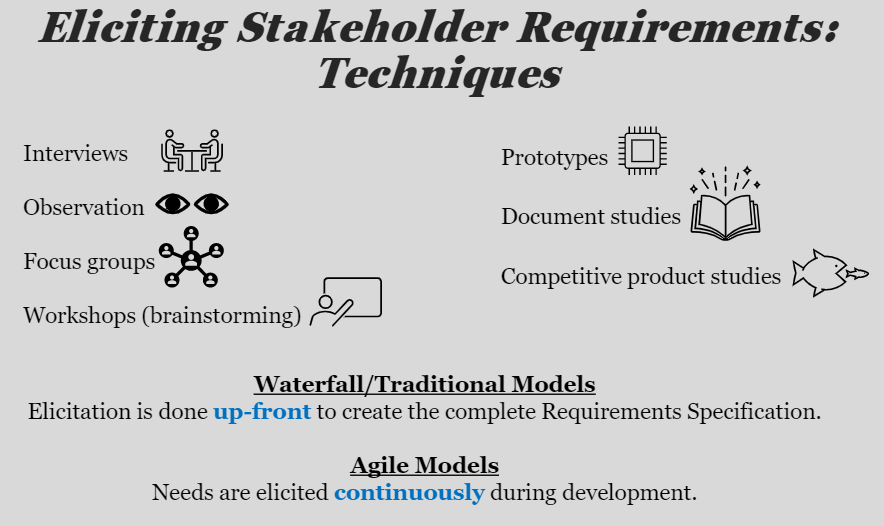 Eliciting Stakeholder Requirements:
Techniques
Interviews
Observation
Focus groups
Workshops (brainstorming)
Prototypes
Document studies
Competitive product studies
Waterfall/Traditional Models
Elicitation is done up-front to create the complete Requirements Specification.
Agile Models
Needs are elicited continuously during development.